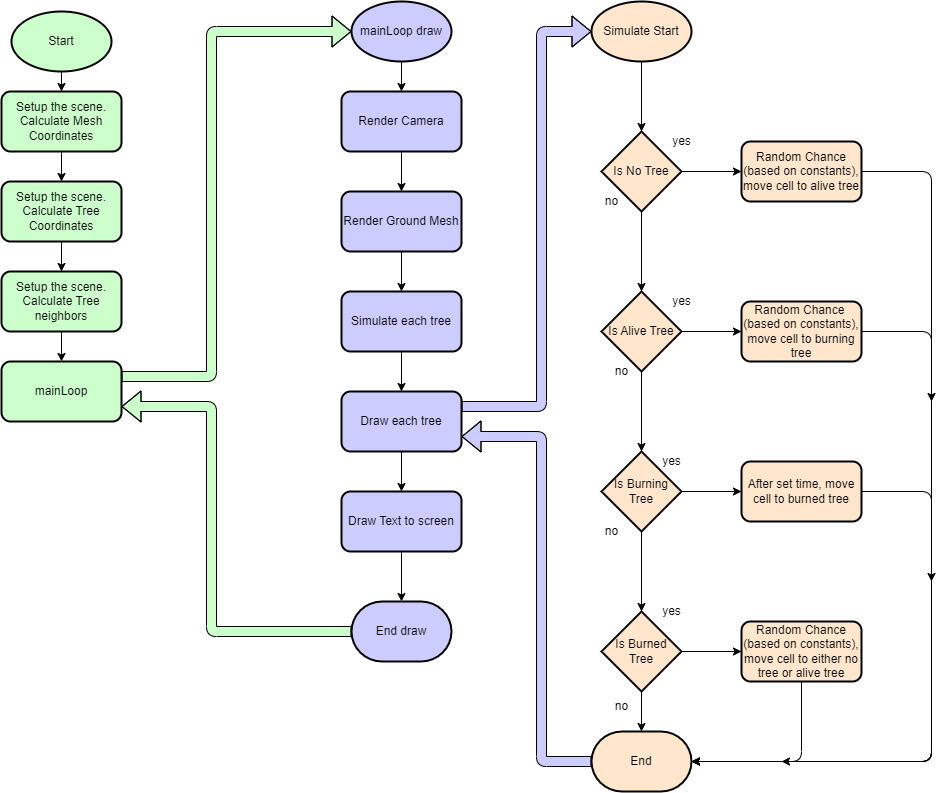 Start
Setup the scene.
Calculate Mesh
Coordinates
Setup the scene.
Calculate Tree
Coordinates
Setup the scene.
Calculate Tree
neighbors
mainLoop
mainLoop draw
Render Camera
Render Ground Mesh
Simulate each tree
Draw each tree
Draw Text to screen
End draw
Simulate Start
Is No Tree
yes
no
Random Chance
(based on constants),
move cell to alive tree
Is Alive Tree
yes
no
Random Chance
(based on constants),
move cell to burning
tree
Is Burning
Tree
yes
no
After set time, move
cell to burned tree
Is Burned
Tree
yes
no
Random Chance
(based on constants),
move cell to either no
tree or alive tree
End